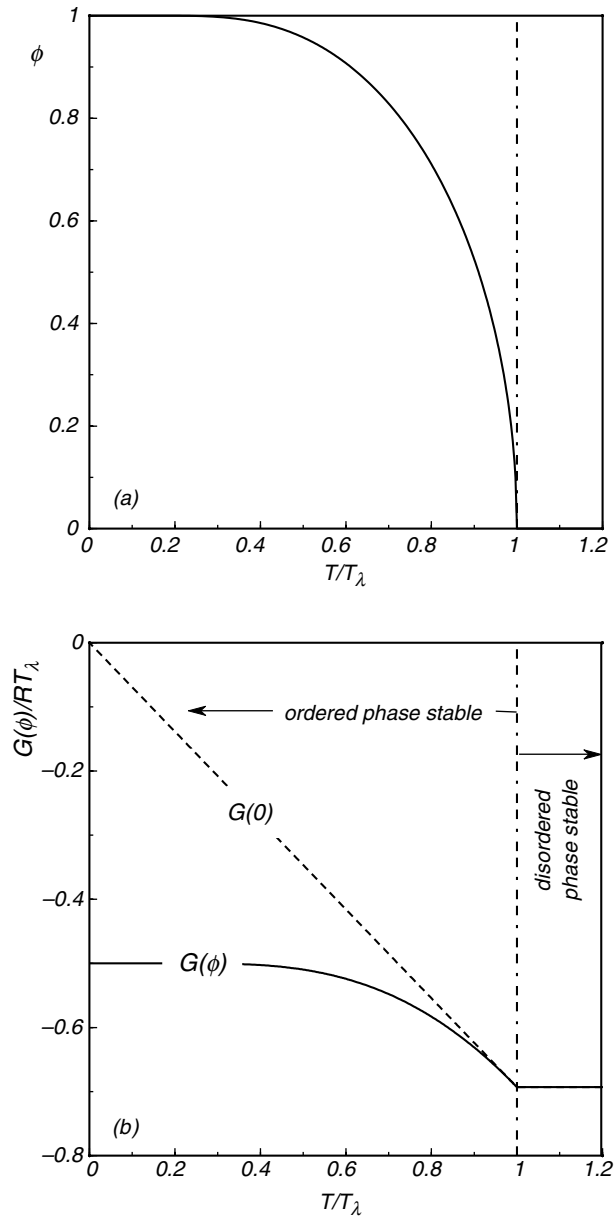 1
ϕ
0.8
0.6
0.4
0.2
(a)
0
0 0.2 0.4 0.6 0.8 1 1.2
T/Tλ
0
G(ϕ)/RTλ
ordered phase stable
–0.2
G(0)
disordered
phase stable
–0.4
G(ϕ)
–0.6
(b)
–0.8
0 0.2 0.4 0.6 0.8 1 1.2
T/Tλ